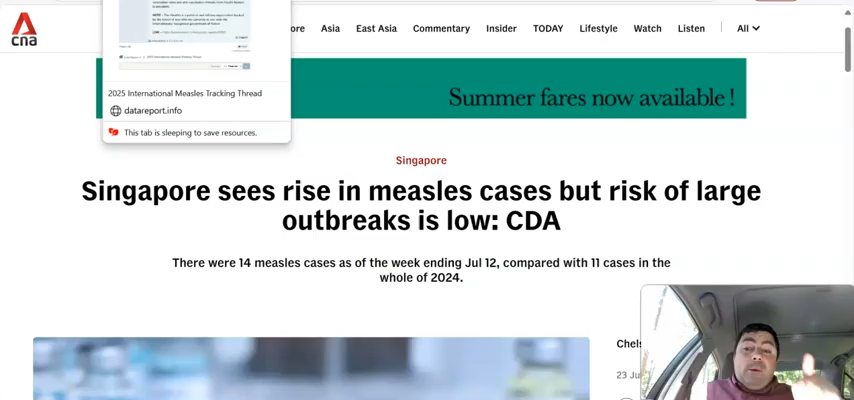 cna
ore Asia East Asia Commentary Insider TODAY Lifestyle Watch Listen All
2025 International Measles Tracking Thread
datareport.info
This tab is sleeping to save resources.
Summer fares now available !
Singapore
Singapore sees rise in measles cases but risk of large
outbreaks is low: CDA
There were 14 measles cases as of the week ending Jul 12, compared with 11 cases in the
whole of 2024.
Chels
23 Ju